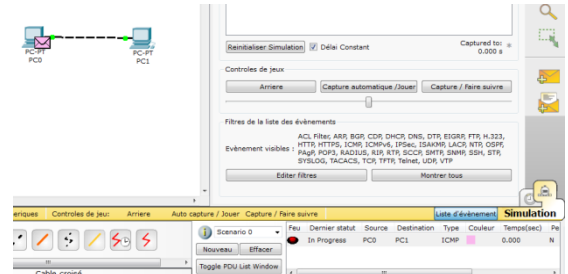 PC-PT
PC0
PC-PT
PC1
Reinitialiser Simulation
Délai Constant
Captured to:
0.000 s
Controles de jeux
Arriere
Capture automatique /Jouer
Capture / faire suivre
Filtres de la liste des évènements
Evènement visibles :
ACL Filter, ARP, BGP, CDP, DHCP, DNS, DTP, EIGRP, FTP, H.323,
HTTP, HTTPS, ICMP, ICMPv6, IPSec, ISAKMP, LACP, NTP, OSPF,
PAgP, POP3, RADIUS, RIP, RTP, SCCP, SMTP, SNMP, SSH, STP,
SYSLOG, TACACS, TCP, TFTP, Telnet, UDP, VTP
Editer filtres
Montrer tous
eriques
Controles de jeu:
Arriere
Auto capture / Jouer
Capture / Faire suivre
Liste d'évènement
Simulation
Scenario 0
Nouveau
Effacer
Toggle PDU List Window
Feu
Dernier statut
Source
Destination
Type
Couleur
Temps(sec)
Pe
In Progress
PC0
PC1
ICMP
0.000
N
Cable croisé